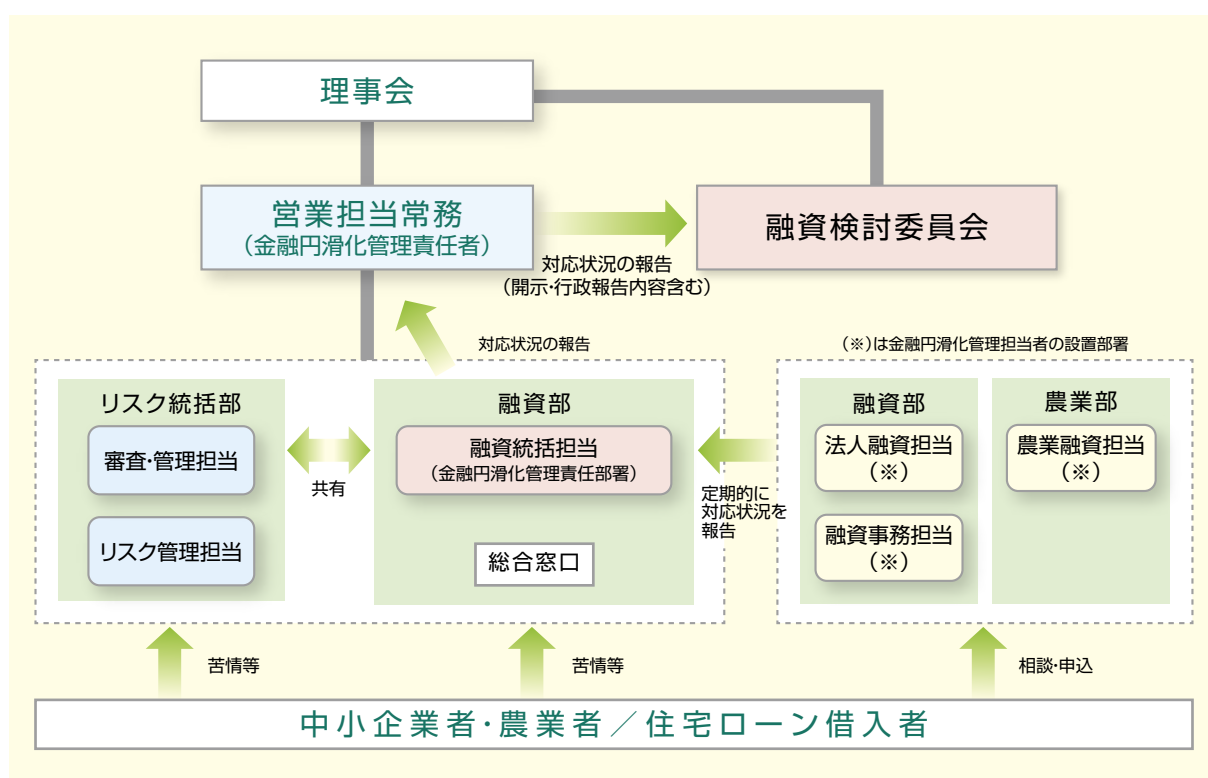 理事会
営業担当常務
（金融円滑化管理責任者）
融資検討委員会
対応状況の報告
（開示・行政報告内容含む）
対応状況の報告
（※）は金融円滑化管理担当者の設置部署
リスク統括部
審査・管理担当
リスク管理担当
共有
融資部
融資統括担当
（金融円滑化管理責任部署）
総合窓口
定期的に
対応状況を
報告
融資部
法人融資担当
（※）
融資事務担当
（※）
農業部
農業融資担当
（※）
苦情等
苦情等
相談・申込
中小企業者・農業者／住宅ローン借入者